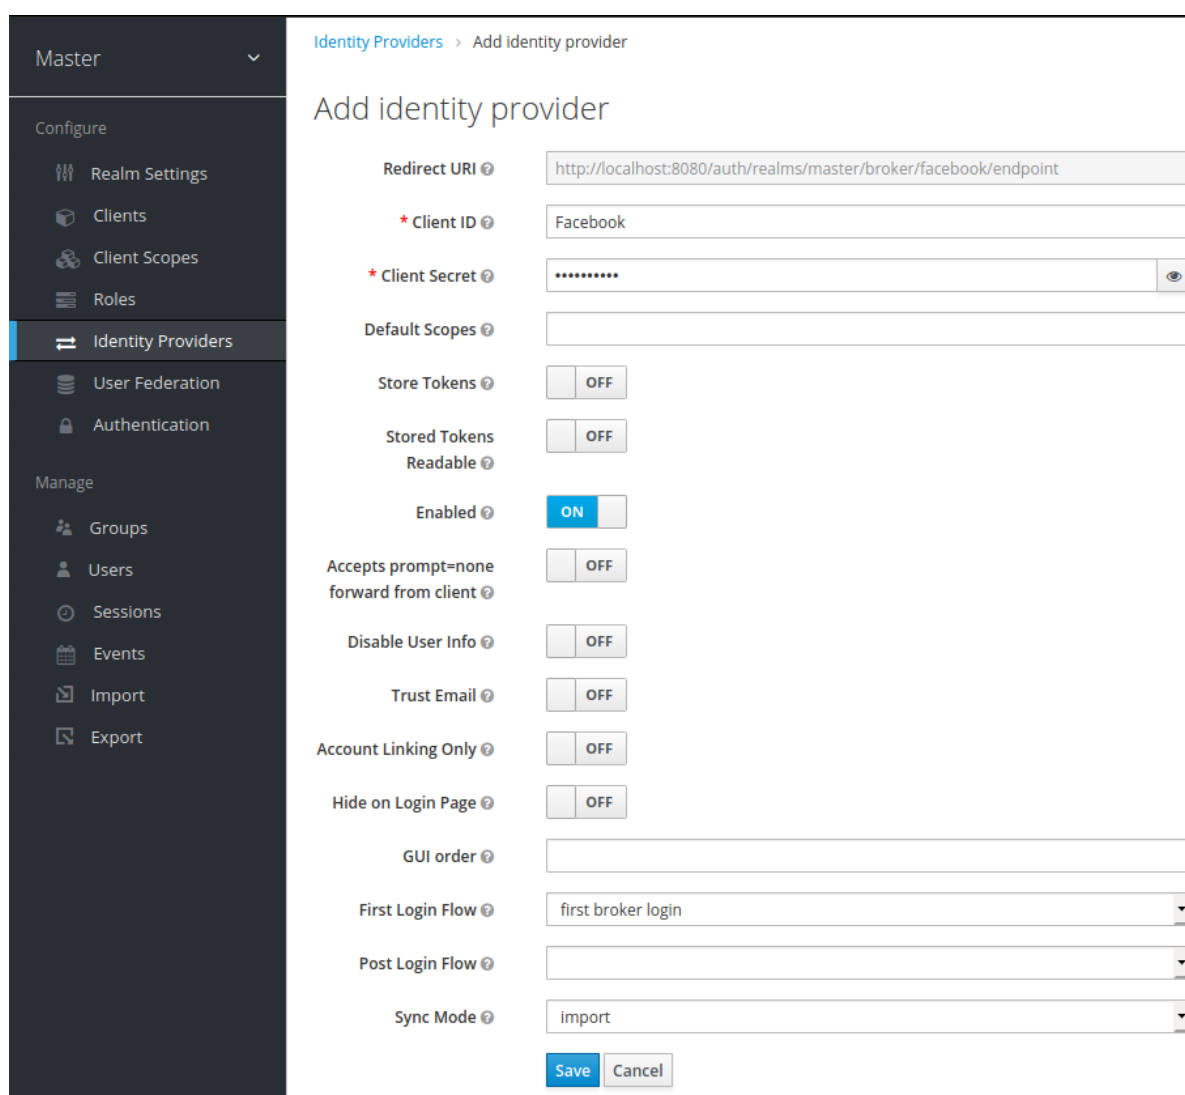 Master
Configure
Realm Settings
Clients
Client Scopes
Roles
Identity Providers
User Federation
Authentication
Manage
Groups
Users
Sessions
Events
Import
Export
Identity Providers > Add identity provider
Add identity provider
Redirect URI http://localhost:8080/auth/realms/master/broker/facebook/endpoint
* Client ID Facebook
* Client Secret ••••••••••
Default Scopes
Store Tokens OFF
Stored Tokens OFF
Readable
Enabled ON
Accepts prompt=none OFF
forward from client
Disable User Info OFF
Trust Email OFF
Account Linking Only OFF
Hide on Login Page OFF
GUI order
First Login Flow first broker login
Post Login Flow
Sync Mode import
Save Cancel